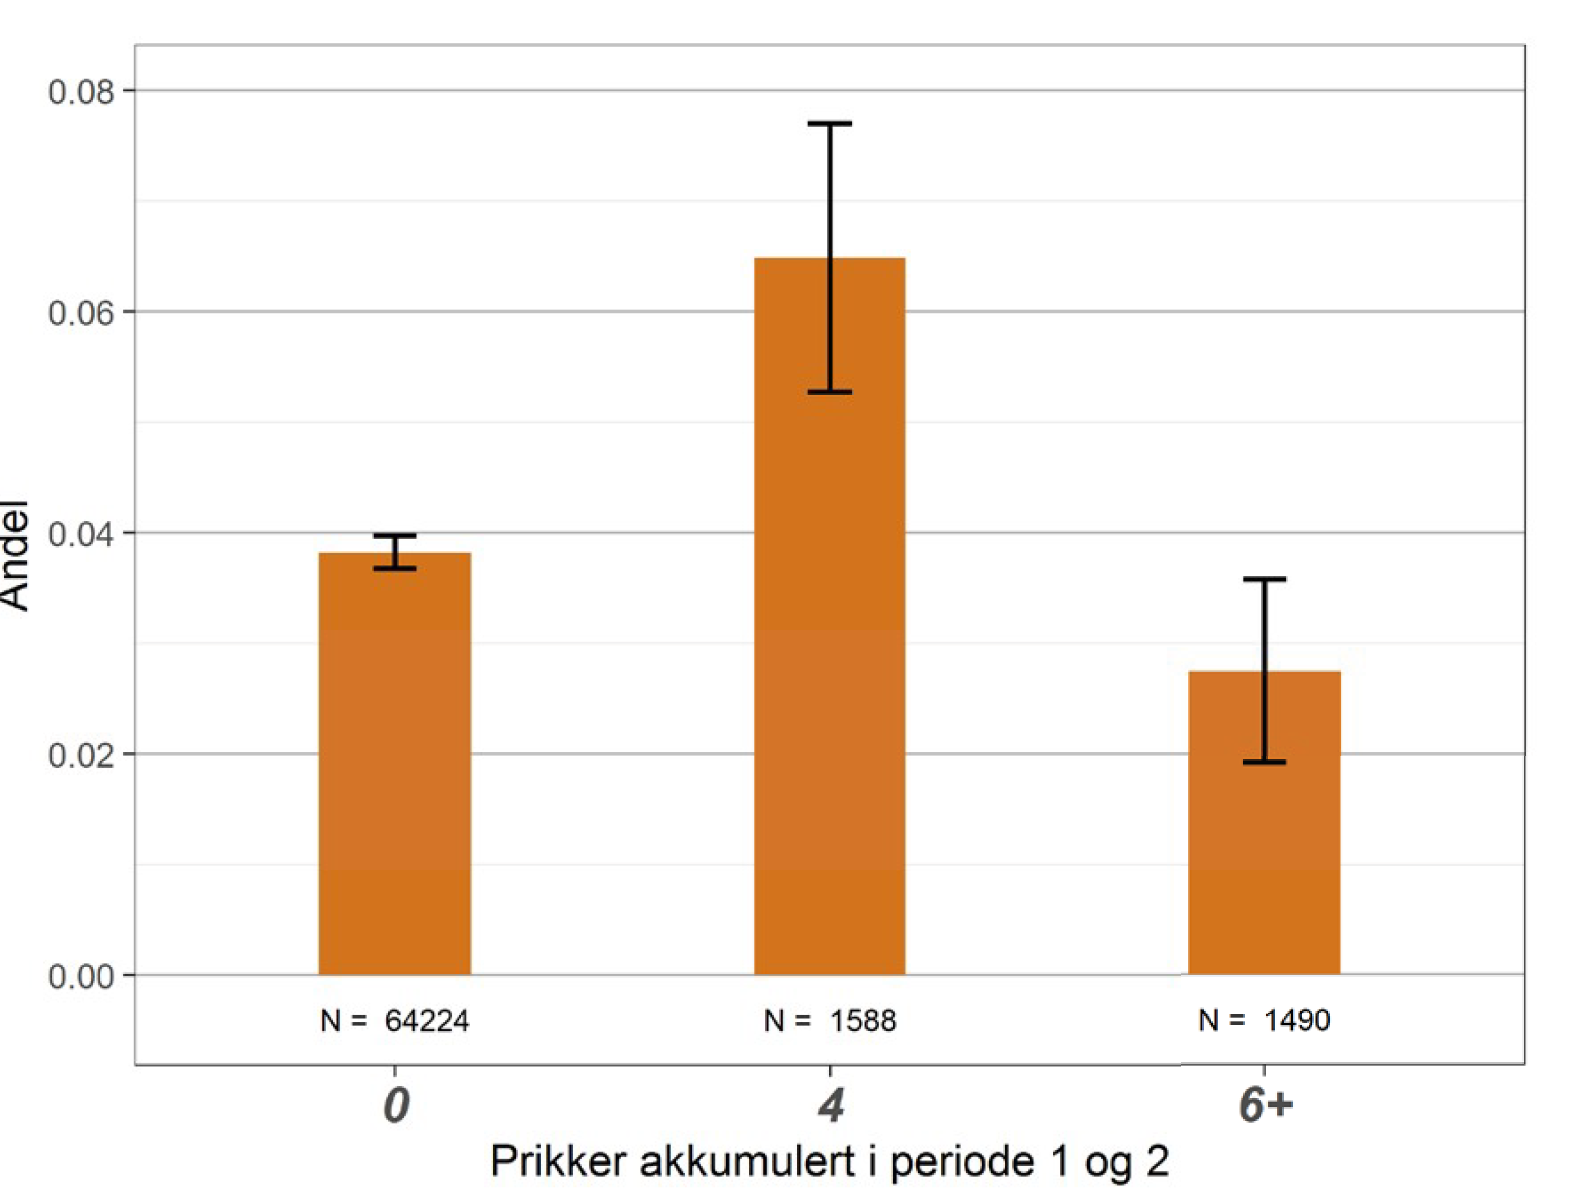 Andel
0.08
0.06
0.04
0.02
0.00
N = 64224
N = 1588
N = 1490
0
4
6+
Prikker akkumulert i periode 1 og 2